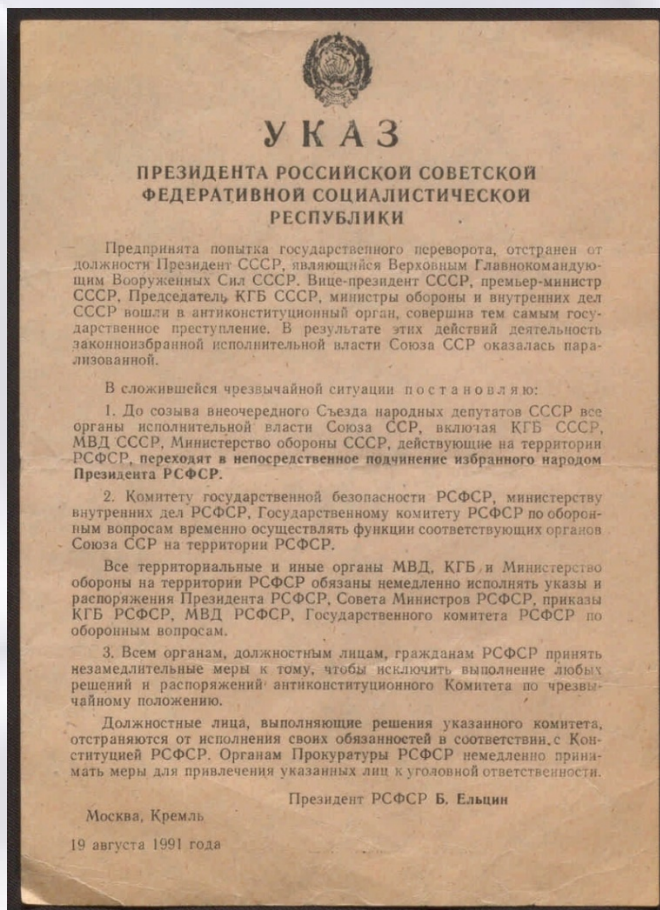 УКАЗ
ПРЕЗИДЕНТА РОССИЙСКОЙ СОВЕТСКОЙ
ФЕДЕРАТИВНОЙ СОЦИАЛИСТИЧЕСКОЙ
РЕСПУБЛИКИ
Предпринята попытка государственного переворота, отстранен от
должности Президент СССР, являющийся Верховным Главнокомандую-
щим Вооруженных Сил СССР. Вице-президент СССР, премьер-министр
СССР, Председатель КГБ СССР, министры обороны и внутренних дел
СССР вошли в антиконституционный орган, совершив тем самым госу-
дарственное преступление. В результате этих действий деятельность
законноизбранной исполнительной власти Союза ССР оказалась пара-
лизованной.
В сложившейся чрезвычайной ситуации постановляю:
1. До созыва внеочередного Съезда народных депутатов СССР все
органы исполнительной власти Союза ССР, включая КГБ СССР,
МВД СССР, Министерство обороны СССР, действующие на территории
РСФСР, переходят в непосредственное подчинение избранного народом
Президента РСФСР.
2. Комитету государственной безопасности РСФСР, министерству
внутренних дел РСФСР, Государственному комитету РСФСР по оборон-
ным вопросам временно осуществлять функции соответствующих органов
Союза ССР на территории РСФСР.
Все территориальные и иные органы МВД, КГБ и Министерство
обороны на территории РСФСР обязаны немедленно исполнять указы и
распоряжения Президента РСФСР, Совета Министров РСФСР, приказы
КГБ РСФСР, МВД РСФСР, Государственного комитета РСФСР по
оборонным вопросам.
3. Всем органам, должностным лицам, гражданам РСФСР принять
незамедлительные меры к тому, чтобы исключить выполнение любых
решений и распоряжений антиконституционного Комитета по чрезвы-
чайному положению.
Должностные лица, выполняющие решения указанного комитета,
отстраняются от исполнения своих обязанностей в соответствии с Кон-
ституцией РСФСР. Органам Прокуратуры РСФСР немедленно прини-
мать меры для привлечения указанных лиц к уголовной ответственности.
Президент РСФСР Б. Ельцин
Москва, Кремль
19 августа 1991 года